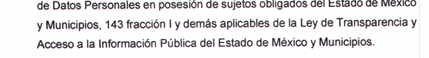 de Datos Personales en posesión de sujetos obligados del Estado de México
y Municipios, 143 fracción I y demás aplicables de la Ley de Transparencia y
Acceso a la Información Pública del Estado de México y Municipios.